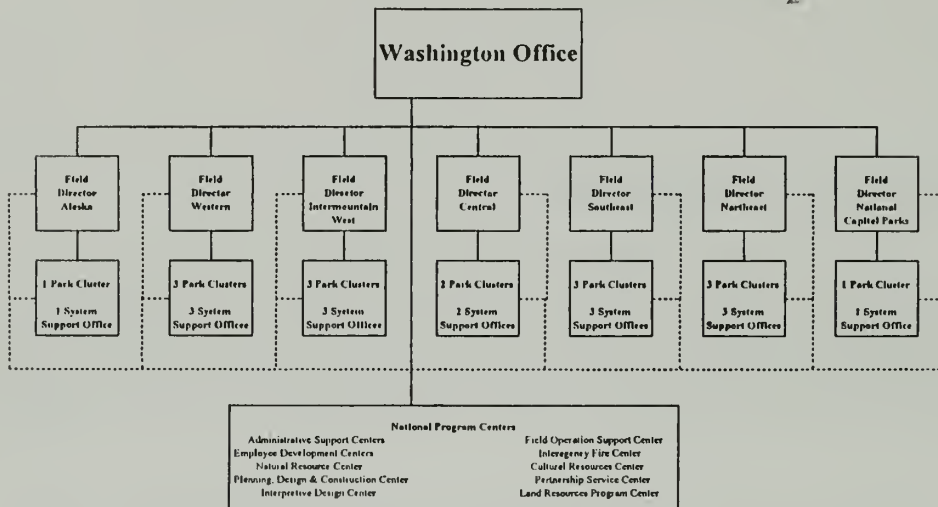 Washington Office
Field
Director
Alaska
Field
Director
Western
Field
Director
Intermountain
West
Field
Director
Central
Field
Director
Southeast
Field
Director
Northeast
Field
Director
National
Capitol Parks
1 Park Cluster
1 System
Support Office
3 Park Clusters
3 System
Support Offices
3 Park Clusters
3 System
Support Offices
2 Park Clusters
2 System
Support Offices
3 Park Clusters
3 System
Support Offices
3 Park Clusters
3 System
Support Offices
1 Park Cluster
1 System
Support Office
National Program Centers
Administrative Support Centers
Employee Development Centers
Natural Resource Center
Planning, Design & Construction Center
Interpretive Design Center
Field Operation Support Center
Interegency Fire Center
Cultural Resources Center
Partnership Service Center
Land Resources Program Center